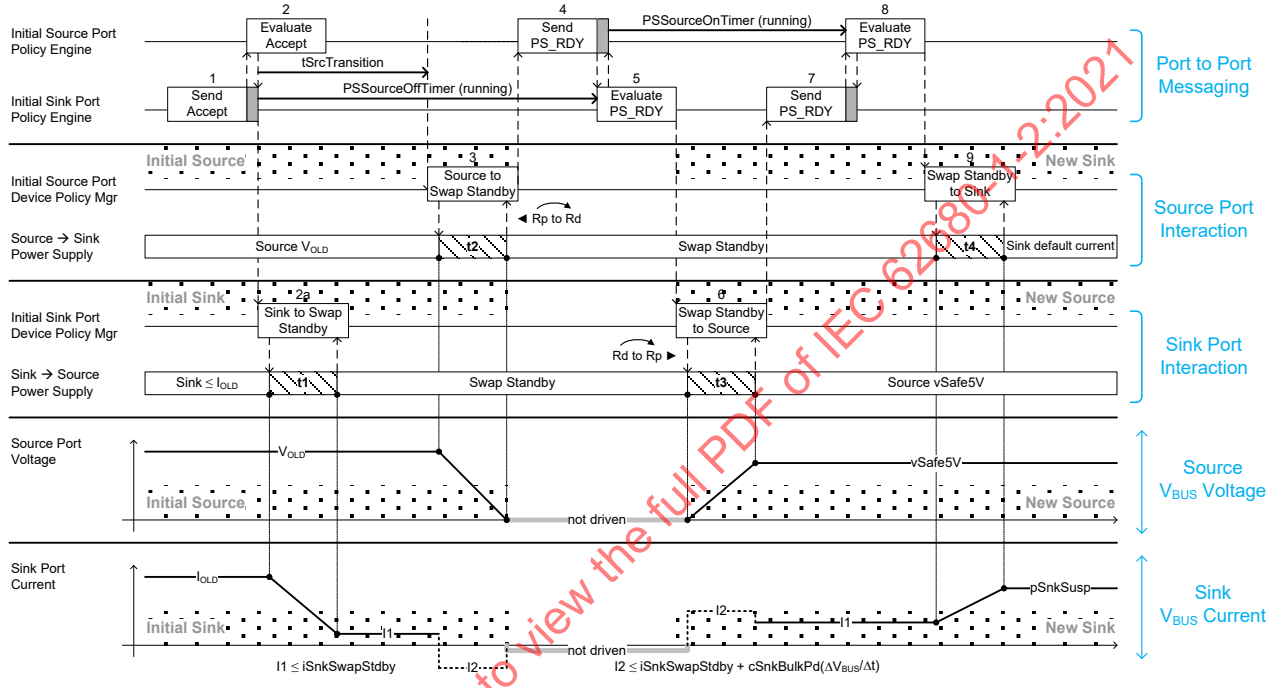 2
4
8
Initial Source Port
Policy Engine
Evaluate
Accept
Send
PS_RDY
PSSourceOnTimer (running)
Evaluate
PS_RDY
tSrcTransition
1
5
7
Initial Sink Port
Policy Engine
Send
Accept
PSSourceOffTimer (running)
Evaluate
PS_RDY
Send
PS_RDY
Port to Port
Messaging
Initial Source
3
9
New Sink
Initial Source Port
Device Policy Mgr
Source to
Swap Standby
Swap Standby
to Sink
◄ Rp to Rd
Source → Sink
Power Supply
Source VOLD
t2
Swap Standby
t4
Sink default current
Source Port
Interaction
Initial Sink
2a
6
New Source
Initial Sink Port
Device Policy Mgr
Sink to Swap
Standby
Swap Standby
to Source
Rd to Rp ►
Sink → Source
Power Supply
Sink ≤ IOLD
t1
Swap Standby
t3
Source vSafe5V
Sink Port
Interaction
Source Port
Voltage
VOLD
vSafe5V
Initial Source
New Source
not driven
Source
VBUS Voltage
Sink Port
Current
IOLD
pSnkSusp
Initial Sink
I1
I2
I2
I1
New Sink
not driven
I1 ≤ iSnkSwapStdby
I2 ≤ iSnkSwapStdby + cSnkBulkPd(ΔVBUS/Δt)
Sink
VBUS Current
to view the full PDF of IEC 62680-1-2:2021